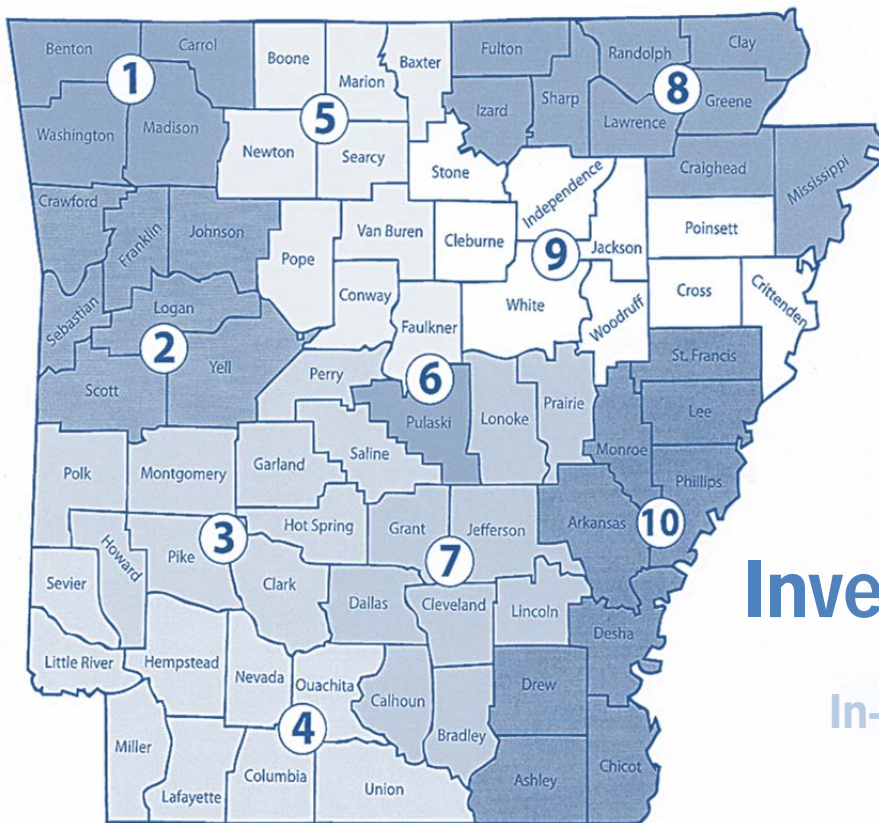 Benton
Carrol
Boone
Marion
Baxter
Fulton
Randolph
Clay
1
8
5
Washington
Madison
Newton
Searcy
Izard
Sharp
Lawrence
Greene
Stone
Independence
Craighead
Mississippi
Crawford
Franklin
Johnson
Pope
Van Buren
Cleburne
9
Jackson
Poinsett
Sebastian
Logan
Conway
Faulkner
White
Woodruff
Cross
Crittenden
2
Scott
Yell
Perry
6
Pulaski
Lonoke
Prairie
St. Francis
Lee
Monroe
Phillips
Polk
Montgomery
Garland
Saline
Howard
Pike
3
Hot Spring
Grant
Jefferson
7
Arkansas
10
Sevier
Clark
Dallas
Cleveland
Lincoln
Desha
Inve
Little River
Hempstead
Nevada
Ouachita
Calhoun
Bradley
Drew
In-
4
Miller
Lafayette
Columbia
Union
Ashley
Chicot